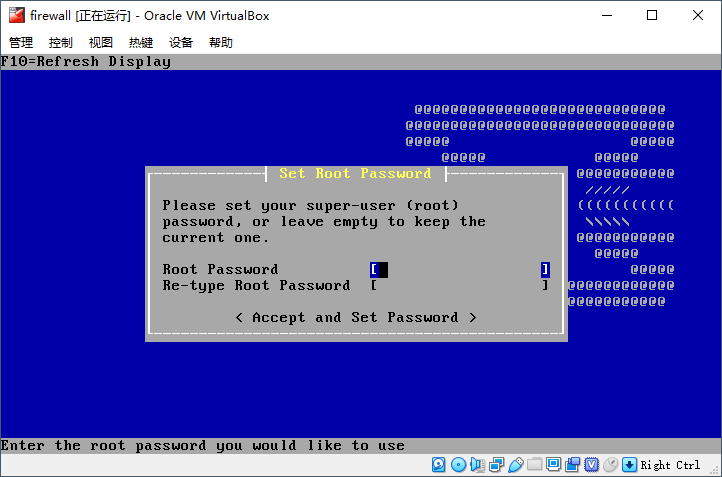 firewall [正在运行] - Oracle VM VirtualBox
管理 控制 视图 热键 设备 帮助
F10=Refresh Display
@@@@@@@@@@@@@@@@@@@@@@@@@@@@
@@@@@@@@@@@@@@@@@@@@@@@@@@@@@@
@@@@@ @@@@@
@@@@@ @@@@@
Set Root Password
@@@@@@@@@@@
/////
Please set your super-user (root)
(((((((((((
password, or leave empty to keep the
\\\\\
current one.
@@@@@@@@@@@
@@@@@
Root Password [ ]
@@@@@
Re-type Root Password [ ]
@@@@@@@@@@@@
@@@@@@@@@@@
< Accept and Set Password >
Enter the root password you would like to use
Right Ctrl